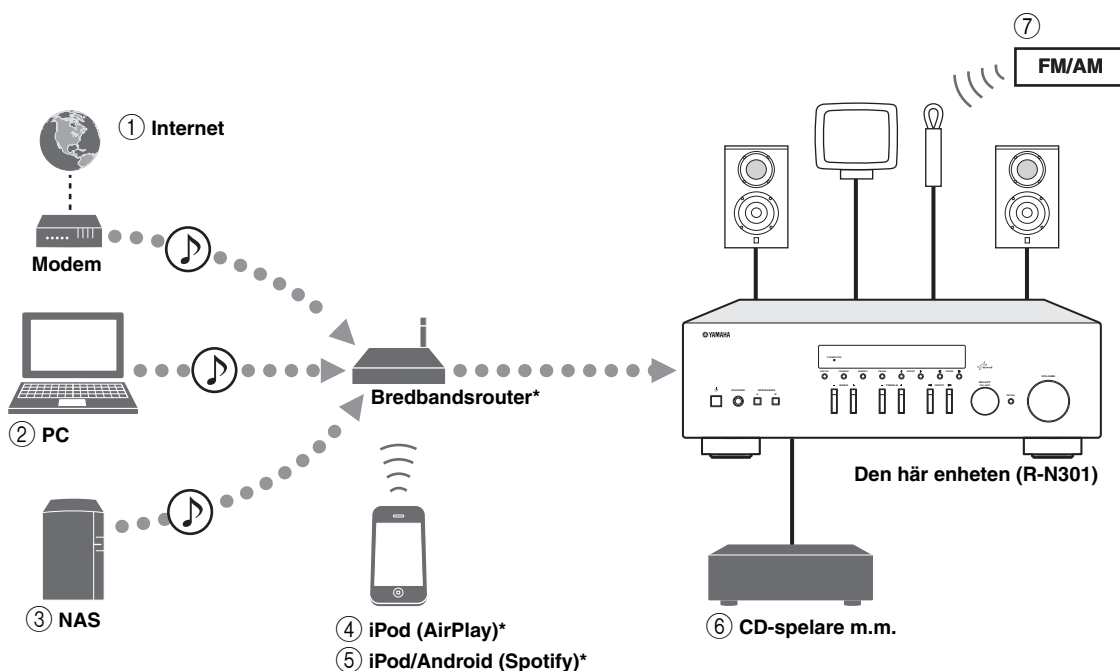 ⑦
FM/AM
① Internet
Modem
YAMAHA
Bredbandsrouter*
② PC
Den här enheten (R-N301)
③ NAS
④ iPod (AirPlay)*
⑤ iPod/Android (Spotify)*
⑥ CD-spelare m.m.